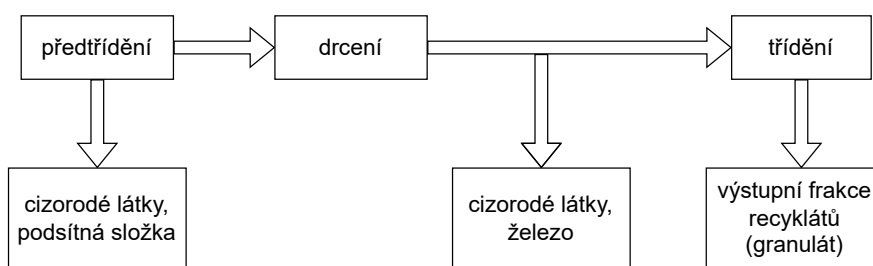 předtřídění
drcení
třídění
cizorodé látky,
podsítná složka
cizorodé látky,
železo
výstupní frakce
recyklátů
(granulát)